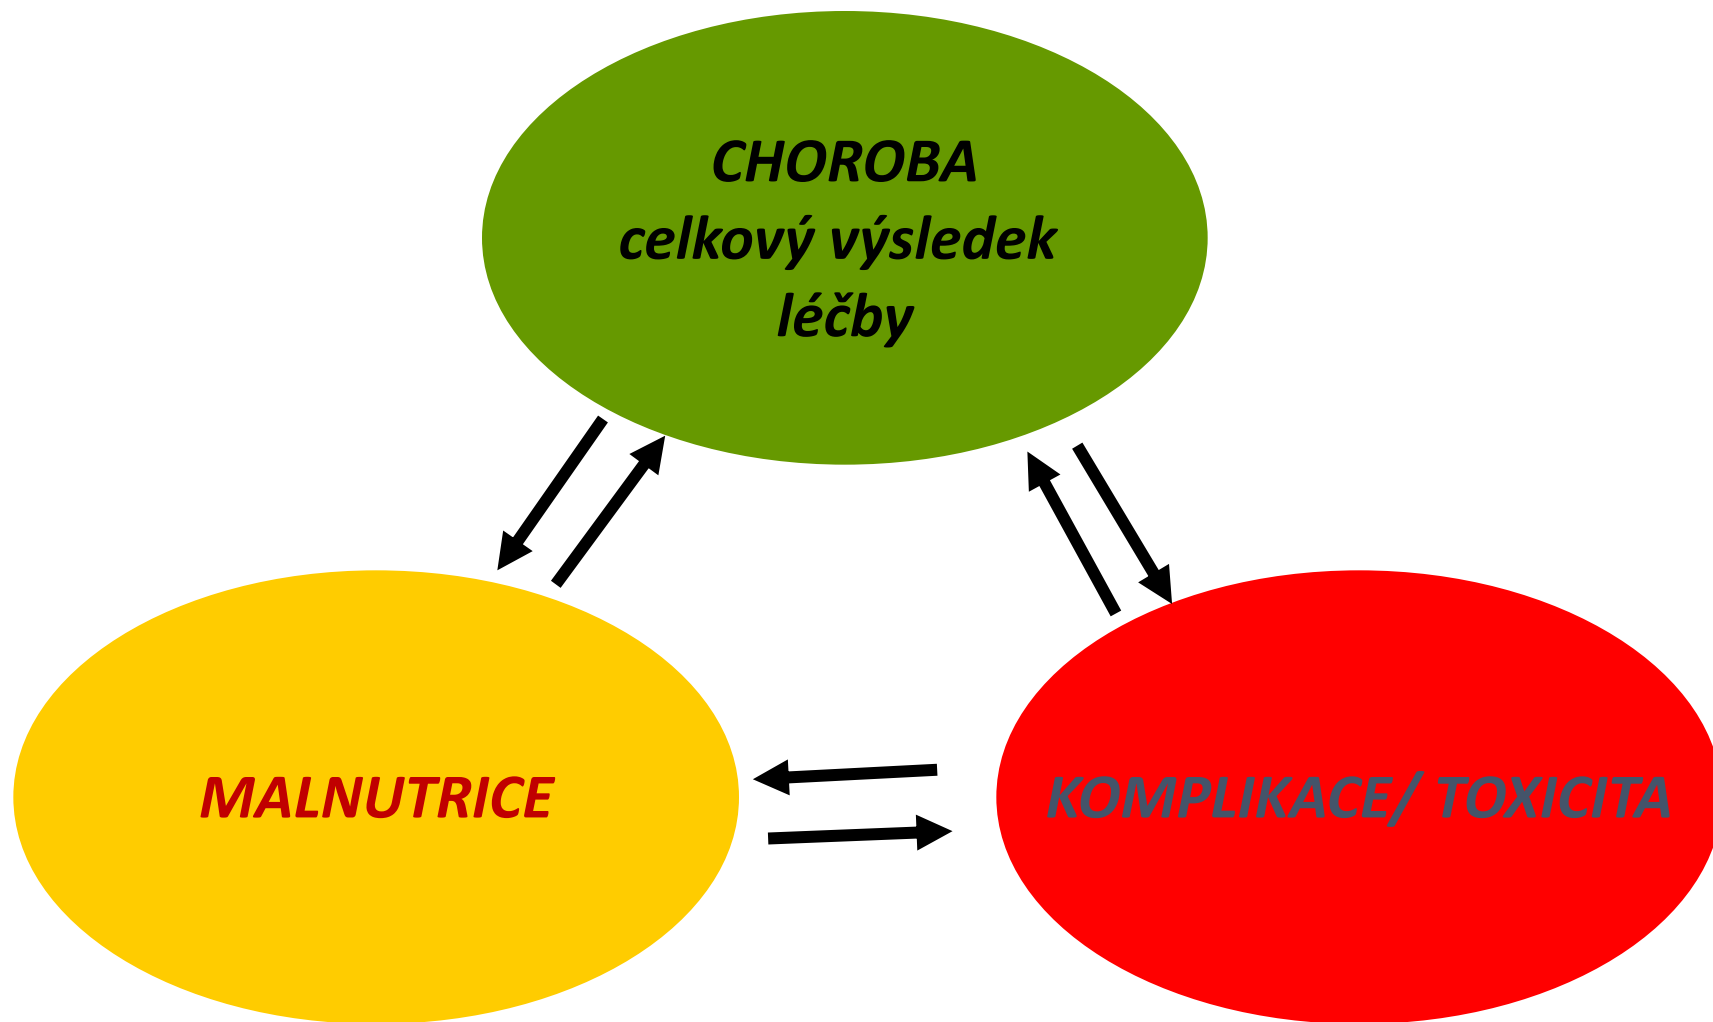 CHOROBA
celkový výsledek
léčby
MALNUTRICE
KOMPLIKACE/ TOXICITA